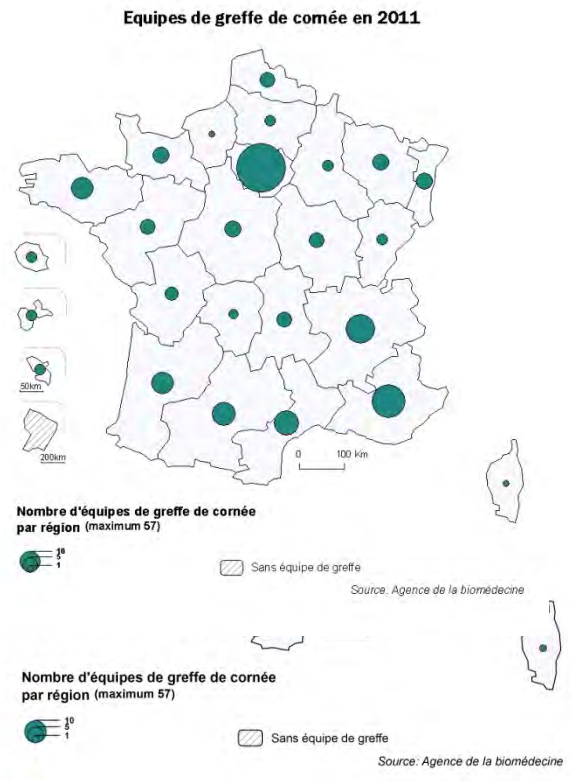 Equipes de greffe de cornée en 2011
50km
200km
0 100 Km
Nombre d'équipes de greffe de cornée
par région (maximum 57)
5
1
Sans équipe de greffe
Source: Agence de la biomédecine
Nombre d'équipes de greffe de cornée
par région (maximum 57)
10
5
1
Sans équipe de greffe
Source: Agence de la biomédecine